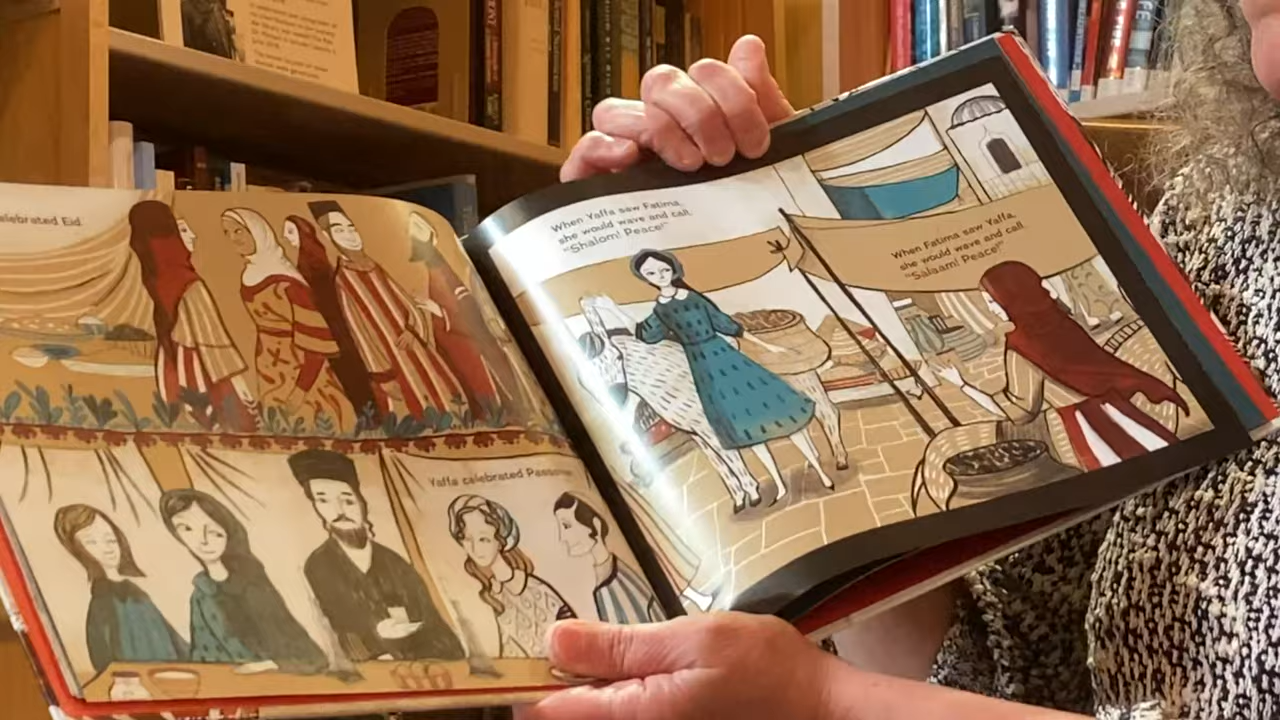 celebrated Eid.
Yaffa celebrated Passover.
When Yaffa saw Fatima,
she would wave and call,
"Shalom! Peace!"
When Fatima saw Yaffa,
she would wave and call,
"Salaam! Peace!"